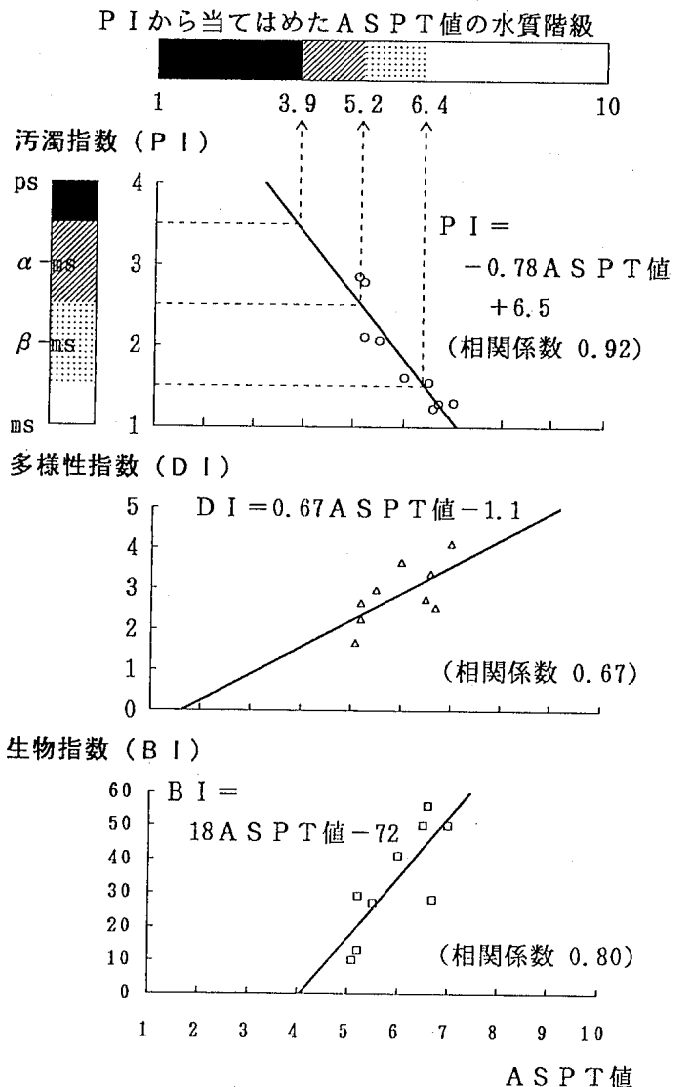 PIから当てはめたASPT値の水質階級
1 3.9 5.2 6.4 10
汚濁指数(PI)
ps
α-ms
β-ms
ms
4
3
2
1
PI=
-0.78ASPT値
+6.5
(相関係数 0.92)
多様性指数(DI)
5
4
3
2
1
0
DI=0.67ASPT値-1.1
(相関係数 0.67)
生物指数(BI)
60
50
40
30
20
10
0
BI=
18ASPT値-72
(相関係数 0.80)
1 2 3 4 5 6 7 8 9 10
ASPT値